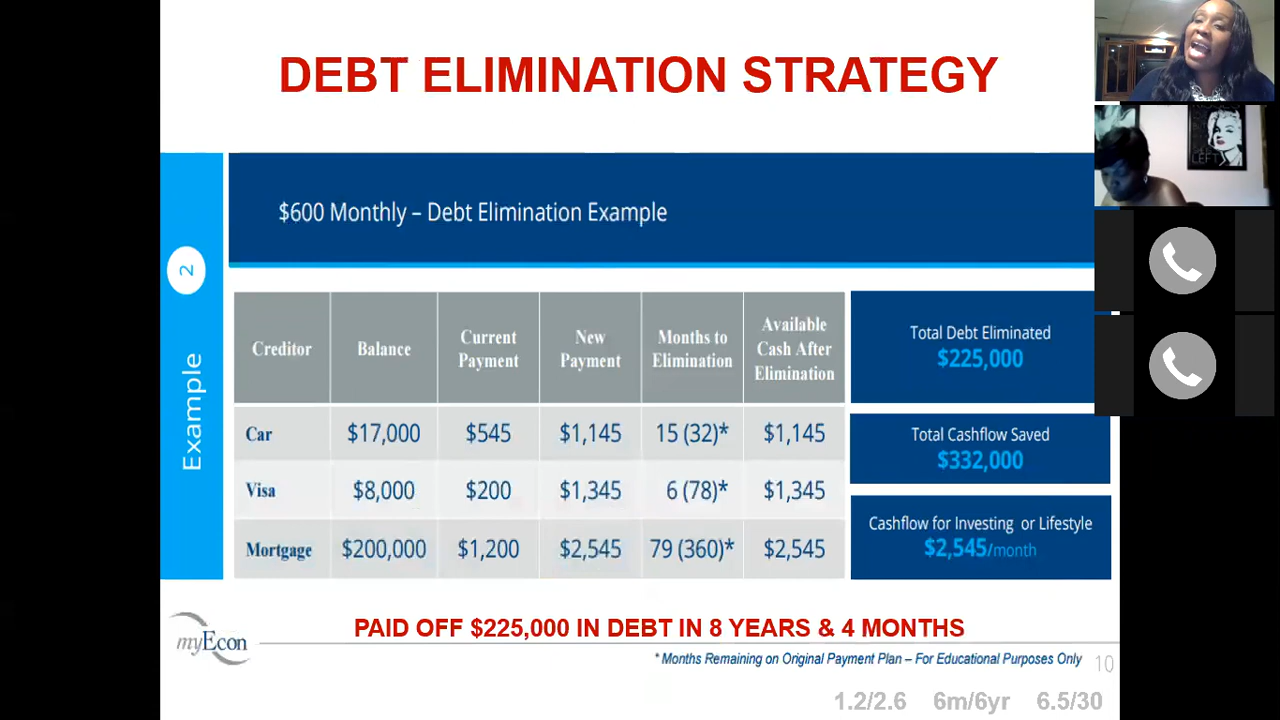 DEBT ELIMINATION STRATEGY
$600 Monthly – Debt Elimination Example
Example
2
Creditor Balance Current Payment New Payment Months to Elimination Available Cash After Elimination
Car $17,000 $545 $1,145 15 (32)* $1,145
Visa $8,000 $200 $1,345 6 (78)* $1,345
Mortgage $200,000 $1,200 $2,545 79 (360)* $2,545
Total Debt Eliminated
$225,000
Total Cashflow Saved
$332,000
Cashflow for Investing or Lifestyle
$2,545/month
PAID OFF $225,000 IN DEBT IN 8 YEARS & 4 MONTHS
myEcon
* Months Remaining on Original Payment Plan – For Educational Purposes Only
10
1.2/2.6 6m/6yr 6.5/30
LEFT